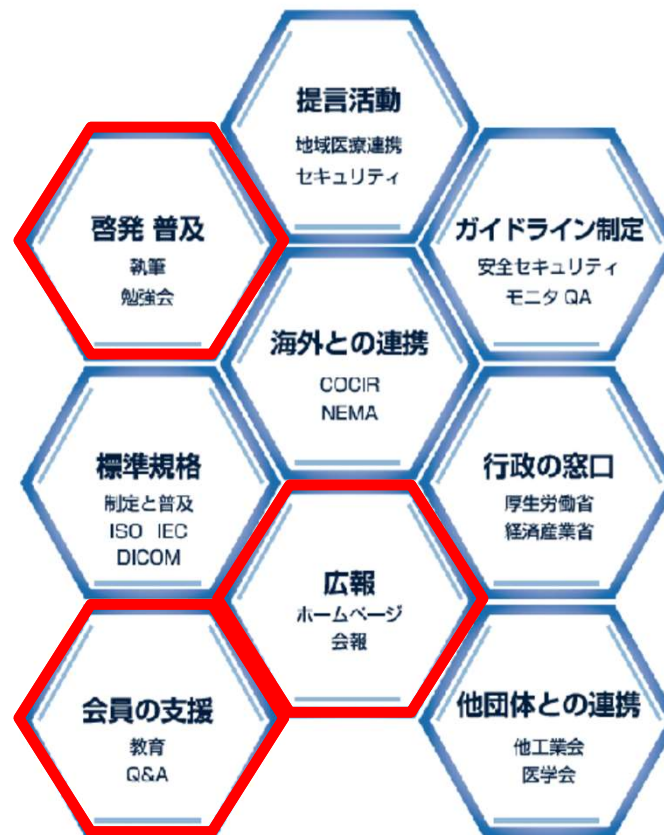 提言活動
地域医療連携
セキュリティ
啓発 普及
執筆
勉強会
ガイドライン制定
安全セキュリティ
モニタ QA
海外との連携
COCIR
NEMA
標準規格
制定と普及
ISO IEC
DICOM
行政の窓口
厚生労働省
経済産業省
広報
ホームページ
会報
会員の支援
教育
Q&A
他団体との連携
他工業会
医学会